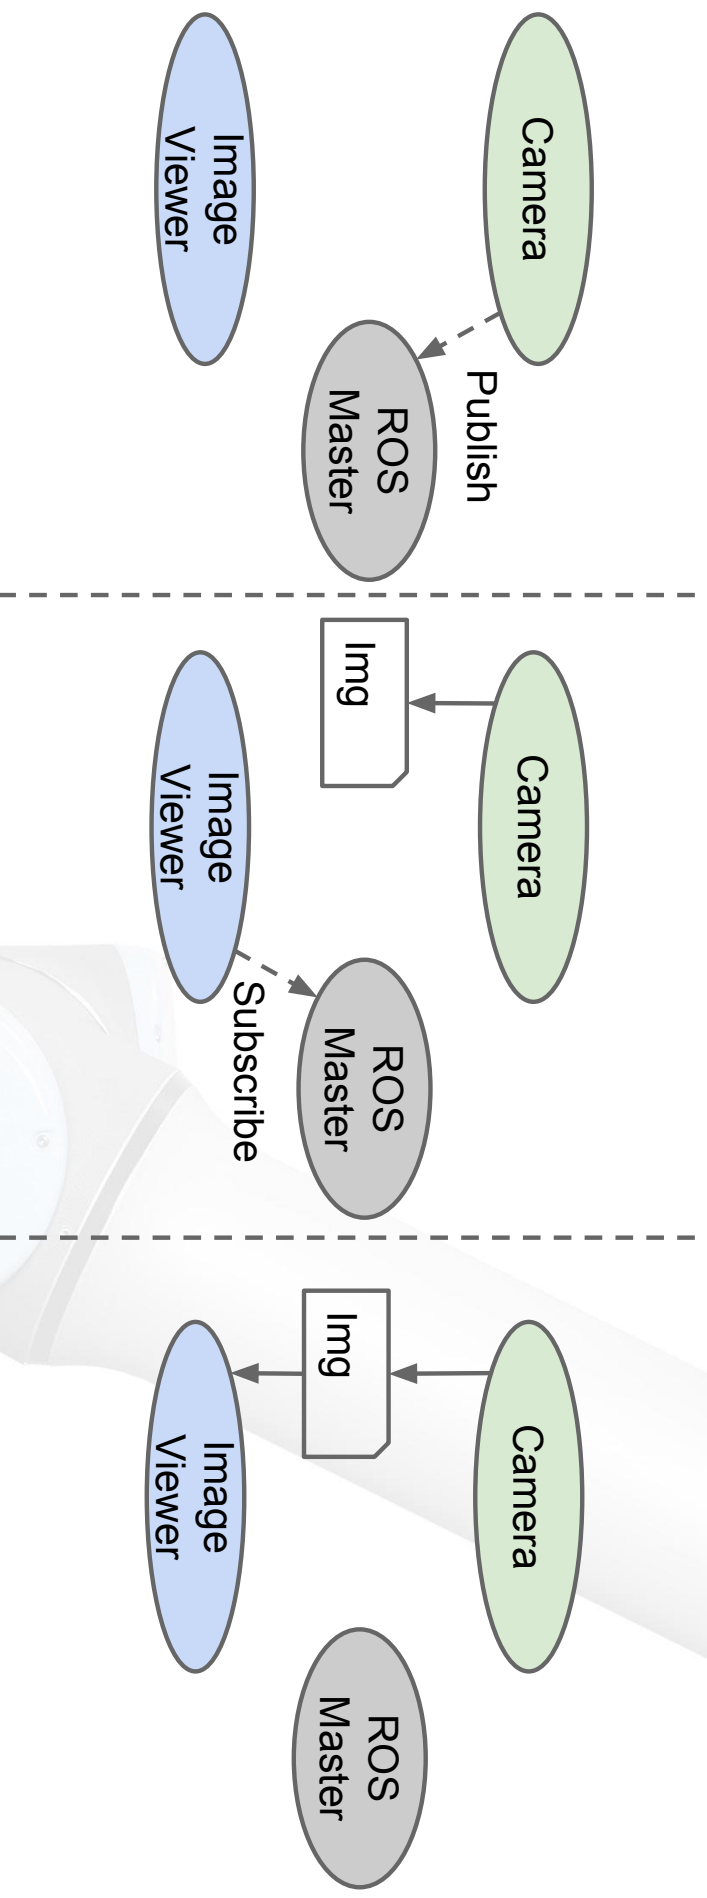 Camera
Publish
ROS
Master
Image
Viewer
Camera
Img
ROS
Master
Image
Viewer
Subscribe
Camera
Img
ROS
Master
Image
Viewer